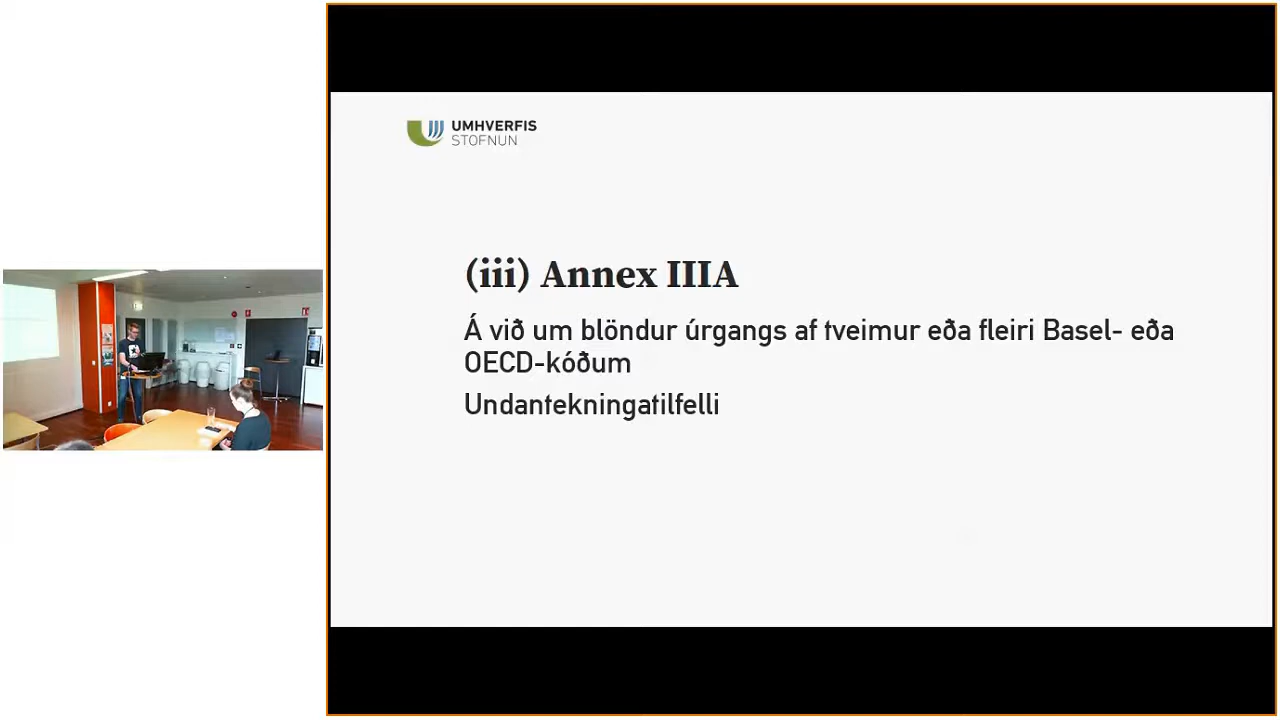 UMHVERFIS
STOFNUN
(iii) Annex IIIA
Á við um blöndur úrgangs af tveimur eða fleiri Basel- eða
OECD-kóðum
Undantekningatilfelli